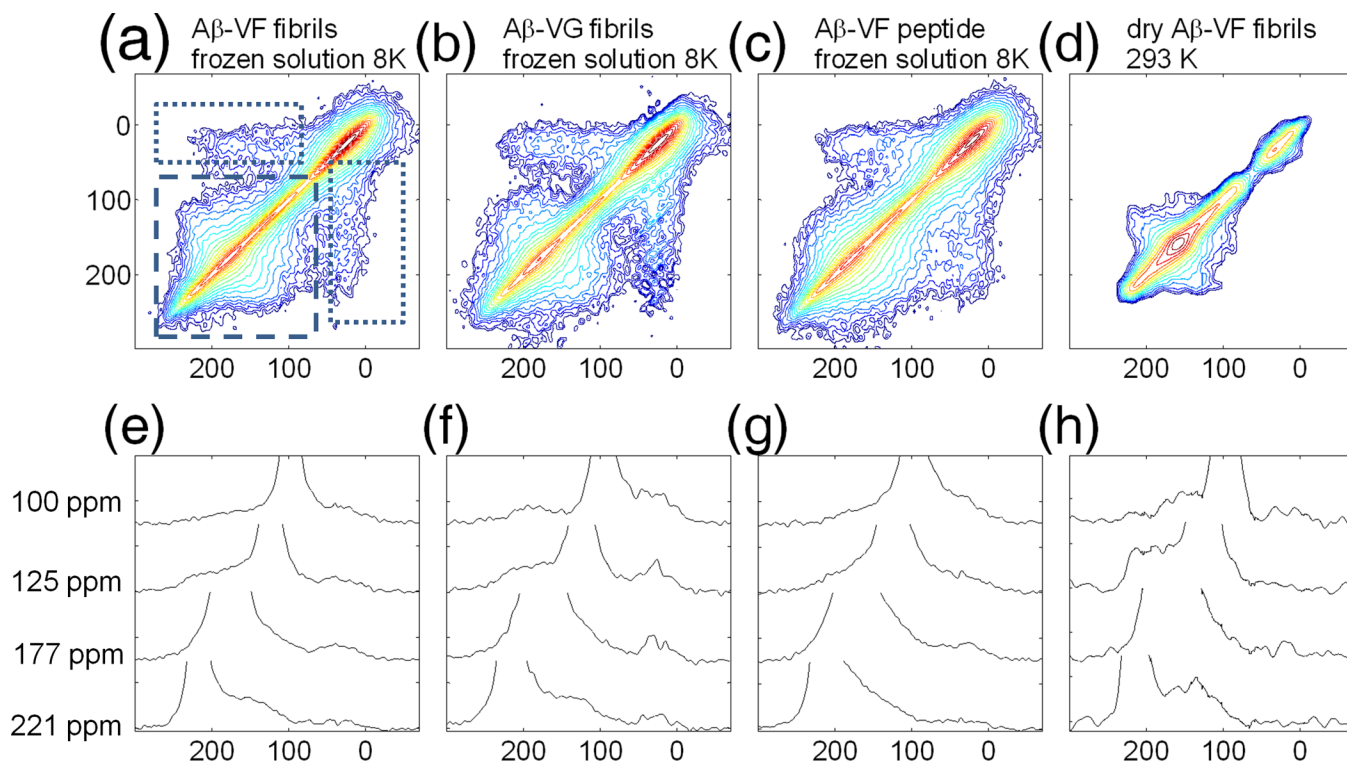 (a) Aβ-VF fibrils
frozen solution 8K
(b) Aβ-VG fibrils
frozen solution 8K
(c) Aβ-VF peptide
frozen solution 8K
(d) dry Aβ-VF fibrils
293 K
0
100
200
200 100 0
200 100 0
200 100 0
200 100 0
(e)
(f)
(g)
(h)
100 ppm
125 ppm
177 ppm
221 ppm
200 100 0
200 100 0
200 100 0
200 100 0